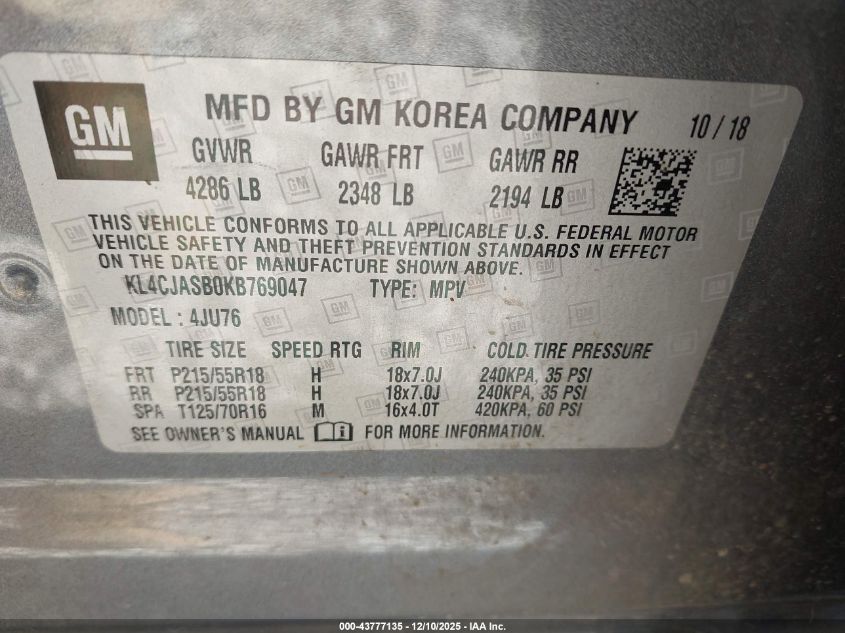 GM
MFD BY GM KOREA COMPANY 10 / 18
GVWR GAWR FRT GAWR RR
4286 LB 2348 LB 2194 LB
THIS VEHICLE CONFORMS TO ALL APPLICABLE U.S. FEDERAL MOTOR
VEHICLE SAFETY AND THEFT PREVENTION STANDARDS IN EFFECT
ON THE DATE OF MANUFACTURE SHOWN ABOVE.
KL4CJASB0KB769047 TYPE: MPV
MODEL : 4JU76
TIRE SIZE SPEED RTG RIM COLD TIRE PRESSURE
FRT P215/55R18 H 18x7.0J 240KPA, 35 PSI
RR P215/55R18 H 18x7.0J 240KPA, 35 PSI
SPA T125/70R16 M 16x4.0T 420KPA, 60 PSI
SEE OWNER'S MANUAL FOR MORE INFORMATION.
000-43777135 - 12/10/2025 - IAA Inc.